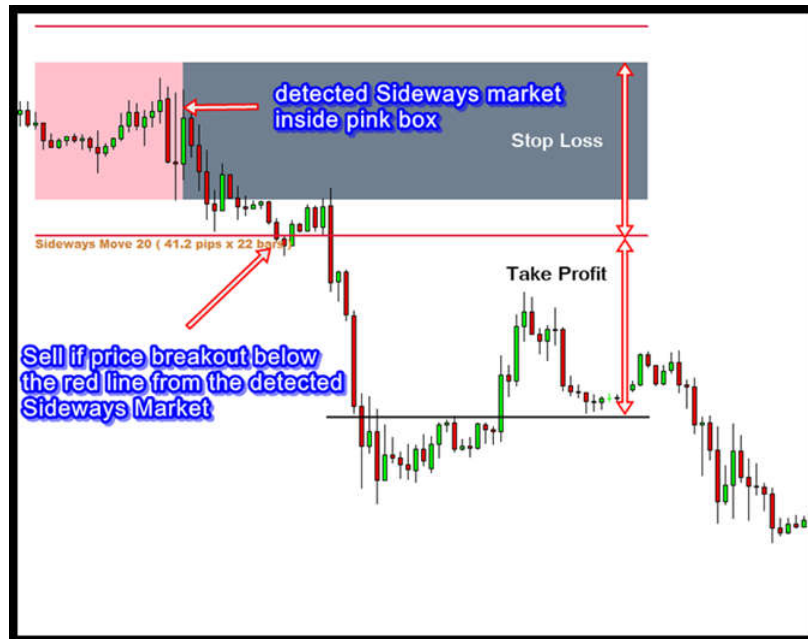 detected Sideways market
inside pink box
Stop Loss
Sideways Move 20 ( 41.2 pips x 22 bars )
Take Profit
Sell if price breakout below
the red line from the detected
Sideways Market